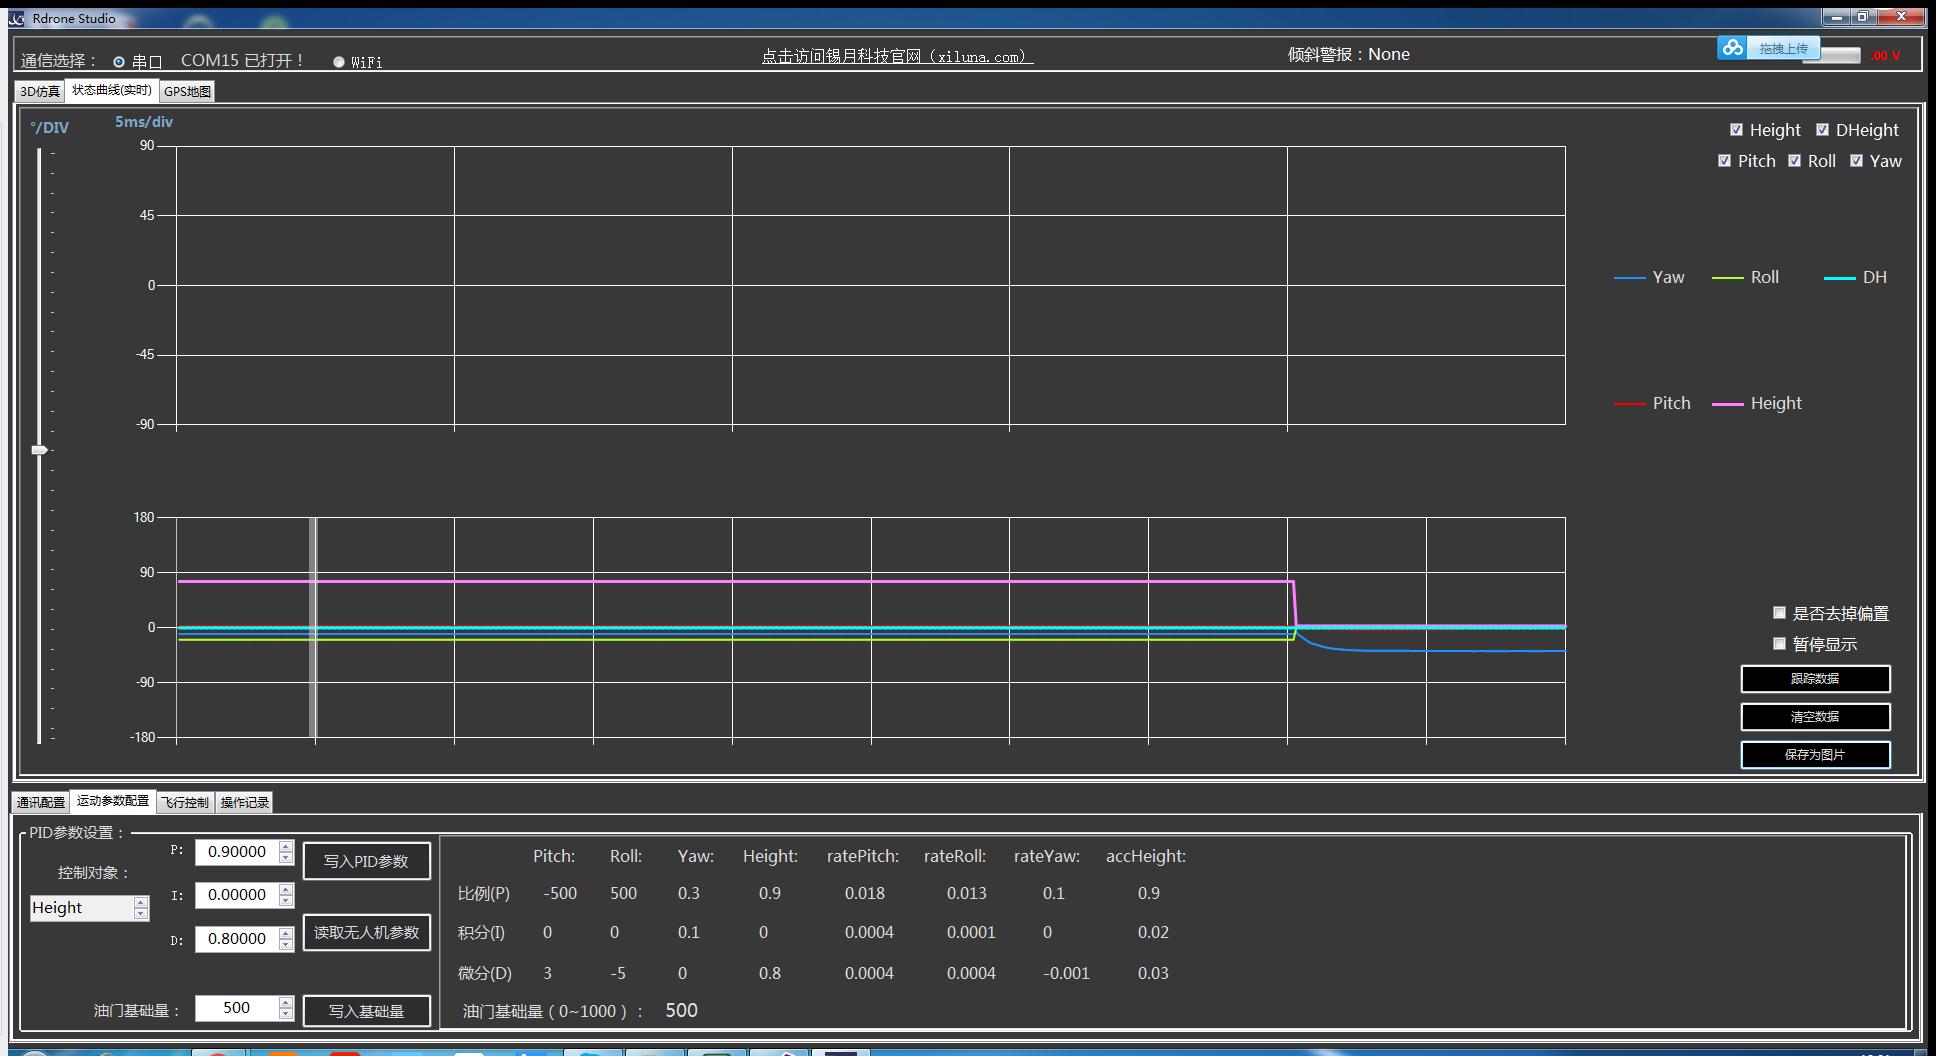 Rdrone Studio
通信选择： 串口 COM15 已打开！ WiFi
点击访问锡月科技官网（xiluna.com）
倾斜警报：None
拖拽上传
.00 V
3D仿真 状态曲线(实时) GPS地图
°/DIV 5ms/div
Height DHeight
Pitch Roll Yaw
90
45
0
-45
-90
Yaw Roll DH
Pitch Height
180
90
0
-90
-180
是否去掉偏置
暂停显示
跟踪数据
清空数据
保存为图片
通讯配置 运动参数配置 飞行控制 操作记录
PID参数设置：
控制对象：
Height
P: 0.90000 写入PID参数
I: 0.00000
D: 0.80000 读取无人机参数
油门基础量： 500 写入基础量
Pitch: Roll: Yaw: Height: ratePitch: rateRoll: rateYaw: accHeight:
比例(P) -500 500 0.3 0.9 0.018 0.013 0.1 0.9
积分(I) 0 0 0.1 0 0.0004 0.0001 0 0.02
微分(D) 3 -5 0 0.8 0.0004 0.0004 -0.001 0.03
油门基础量（0~1000）： 500